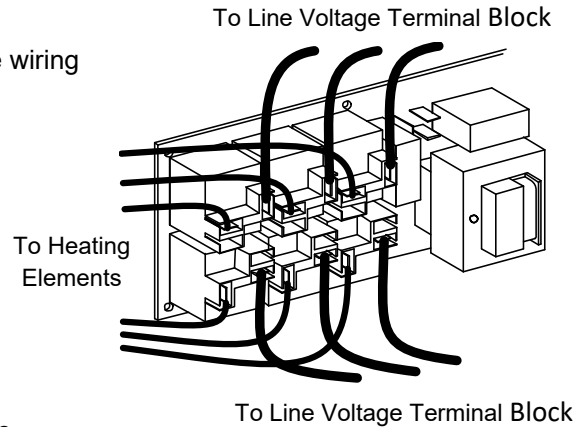 To Line Voltage Terminal Block
wiring
To Heating
Elements
To Line Voltage Terminal Block